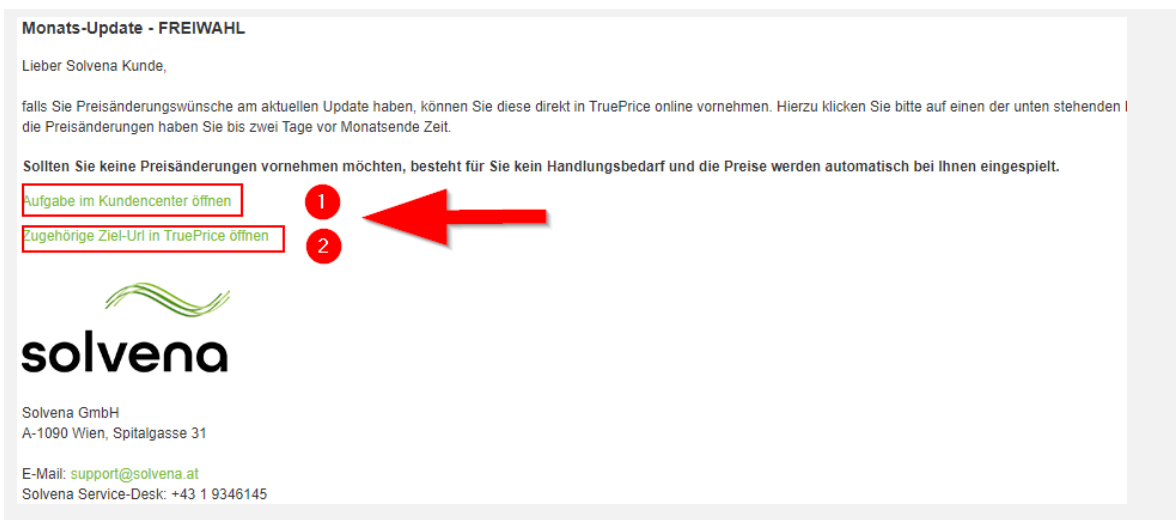 Monats-Update - FREIWAHL
Lieber Solvena Kunde,
falls Sie Preisänderungswünsche am aktuellen Update haben, können Sie diese direkt in TruePrice online vornehmen. Hierzu klicken Sie bitte auf einen der unten stehenden
die Preisänderungen haben Sie bis zwei Tage vor Monatsende Zeit.
Sollten Sie keine Preisänderungen vornehmen möchten, besteht für Sie kein Handlungsbedarf und die Preise werden automatisch bei Ihnen eingespielt.
Aufgabe im Kundencenter öffnen
1
Zugehörige Ziel-Url in TruePrice öffnen
2
solvena
Solvena GmbH
A-1090 Wien, Spitalgasse 31
E-Mail: support@solvena.at
Solvena Service-Desk: +43 1 9346145